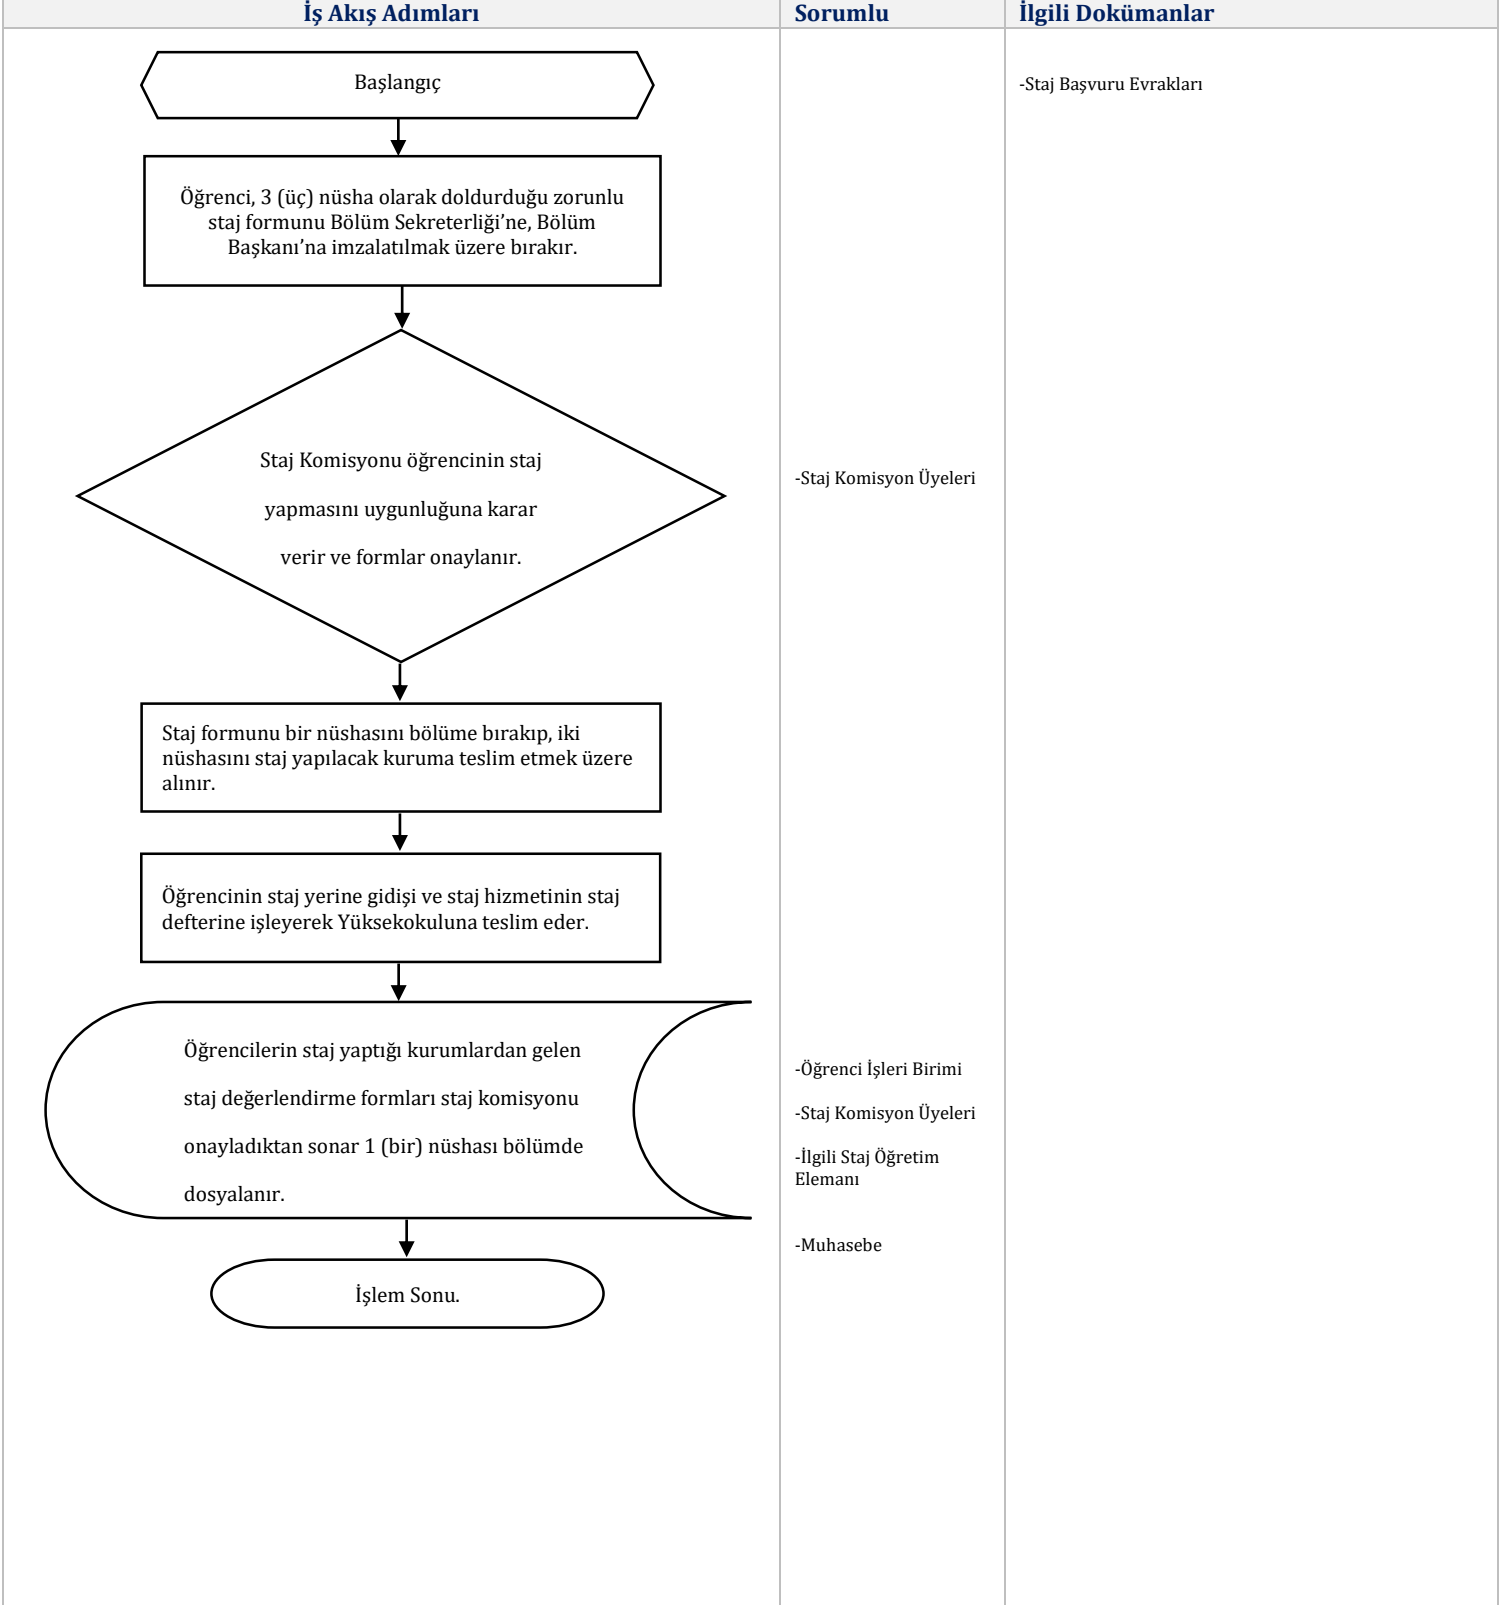 İş Akış Adımları
Sorumlu
İlgili Dokümanlar
Başlangıç
-Staj Başvuru Evrakları
Öğrenci, 3 (üç) nüsha olarak doldurduğu zorunlu
staj formunu Bölüm Sekreterliği’ne, Bölüm
Başkanı’na imzalatılmak üzere bırakır.
Staj Komisyonu öğrencinin staj
yapmasını uygunluğuna karar
verir ve formlar onaylanır.
-Staj Komisyon Üyeleri
Staj formunu bir nüshasını bölüme bırakıp, iki
nüshasını staj yapılacak kuruma teslim etmek üzere
alınır.
Öğrencinin staj yerine gidişi ve staj hizmetinin staj
defterine işleyerek Yüksekokuluna teslim eder.
Öğrencilerin staj yaptığı kurumlardan gelen
staj değerlendirme formları staj komisyonu
onayladıktan sonar 1 (bir) nüshası bölümde
dosyalanır.
-Öğrenci İşleri Birimi
-Staj Komisyon Üyeleri
-İlgili Staj Öğretim
Elemanı
-Muhasebe
İşlem Sonu.